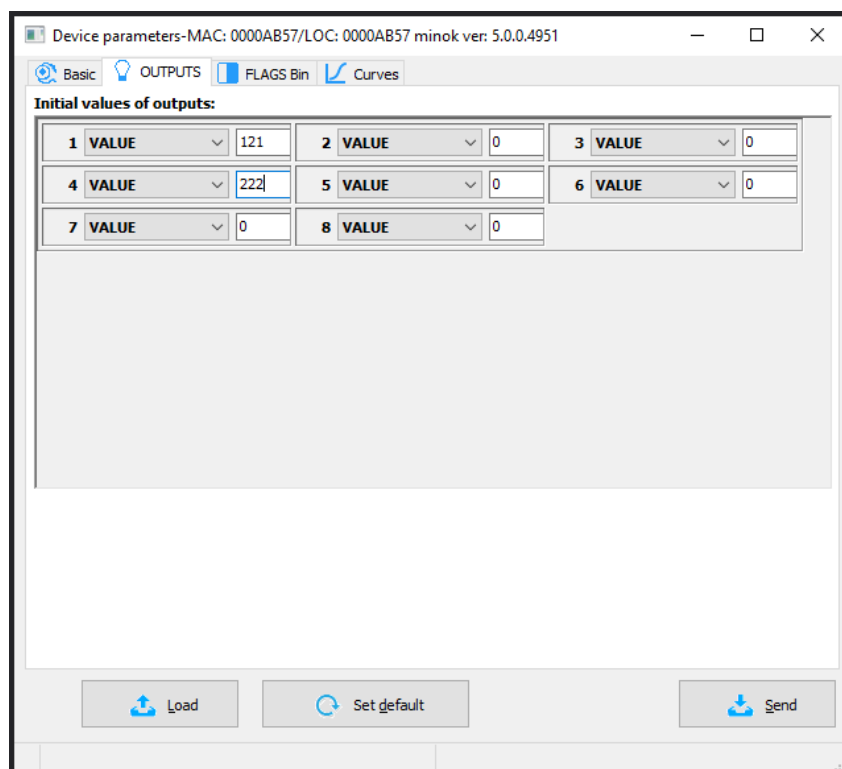 Device parameters-MAC: 0000AB57/LOC: 0000AB57 minok ver: 5.0.0.4951
Basic OUTPUTS FLAGS Bin Curves
Initial values of outputs:
1 VALUE 121 2 VALUE 0 3 VALUE 0
4 VALUE 222 5 VALUE 0 6 VALUE 0
7 VALUE 0 8 VALUE 0
Load Set default Send